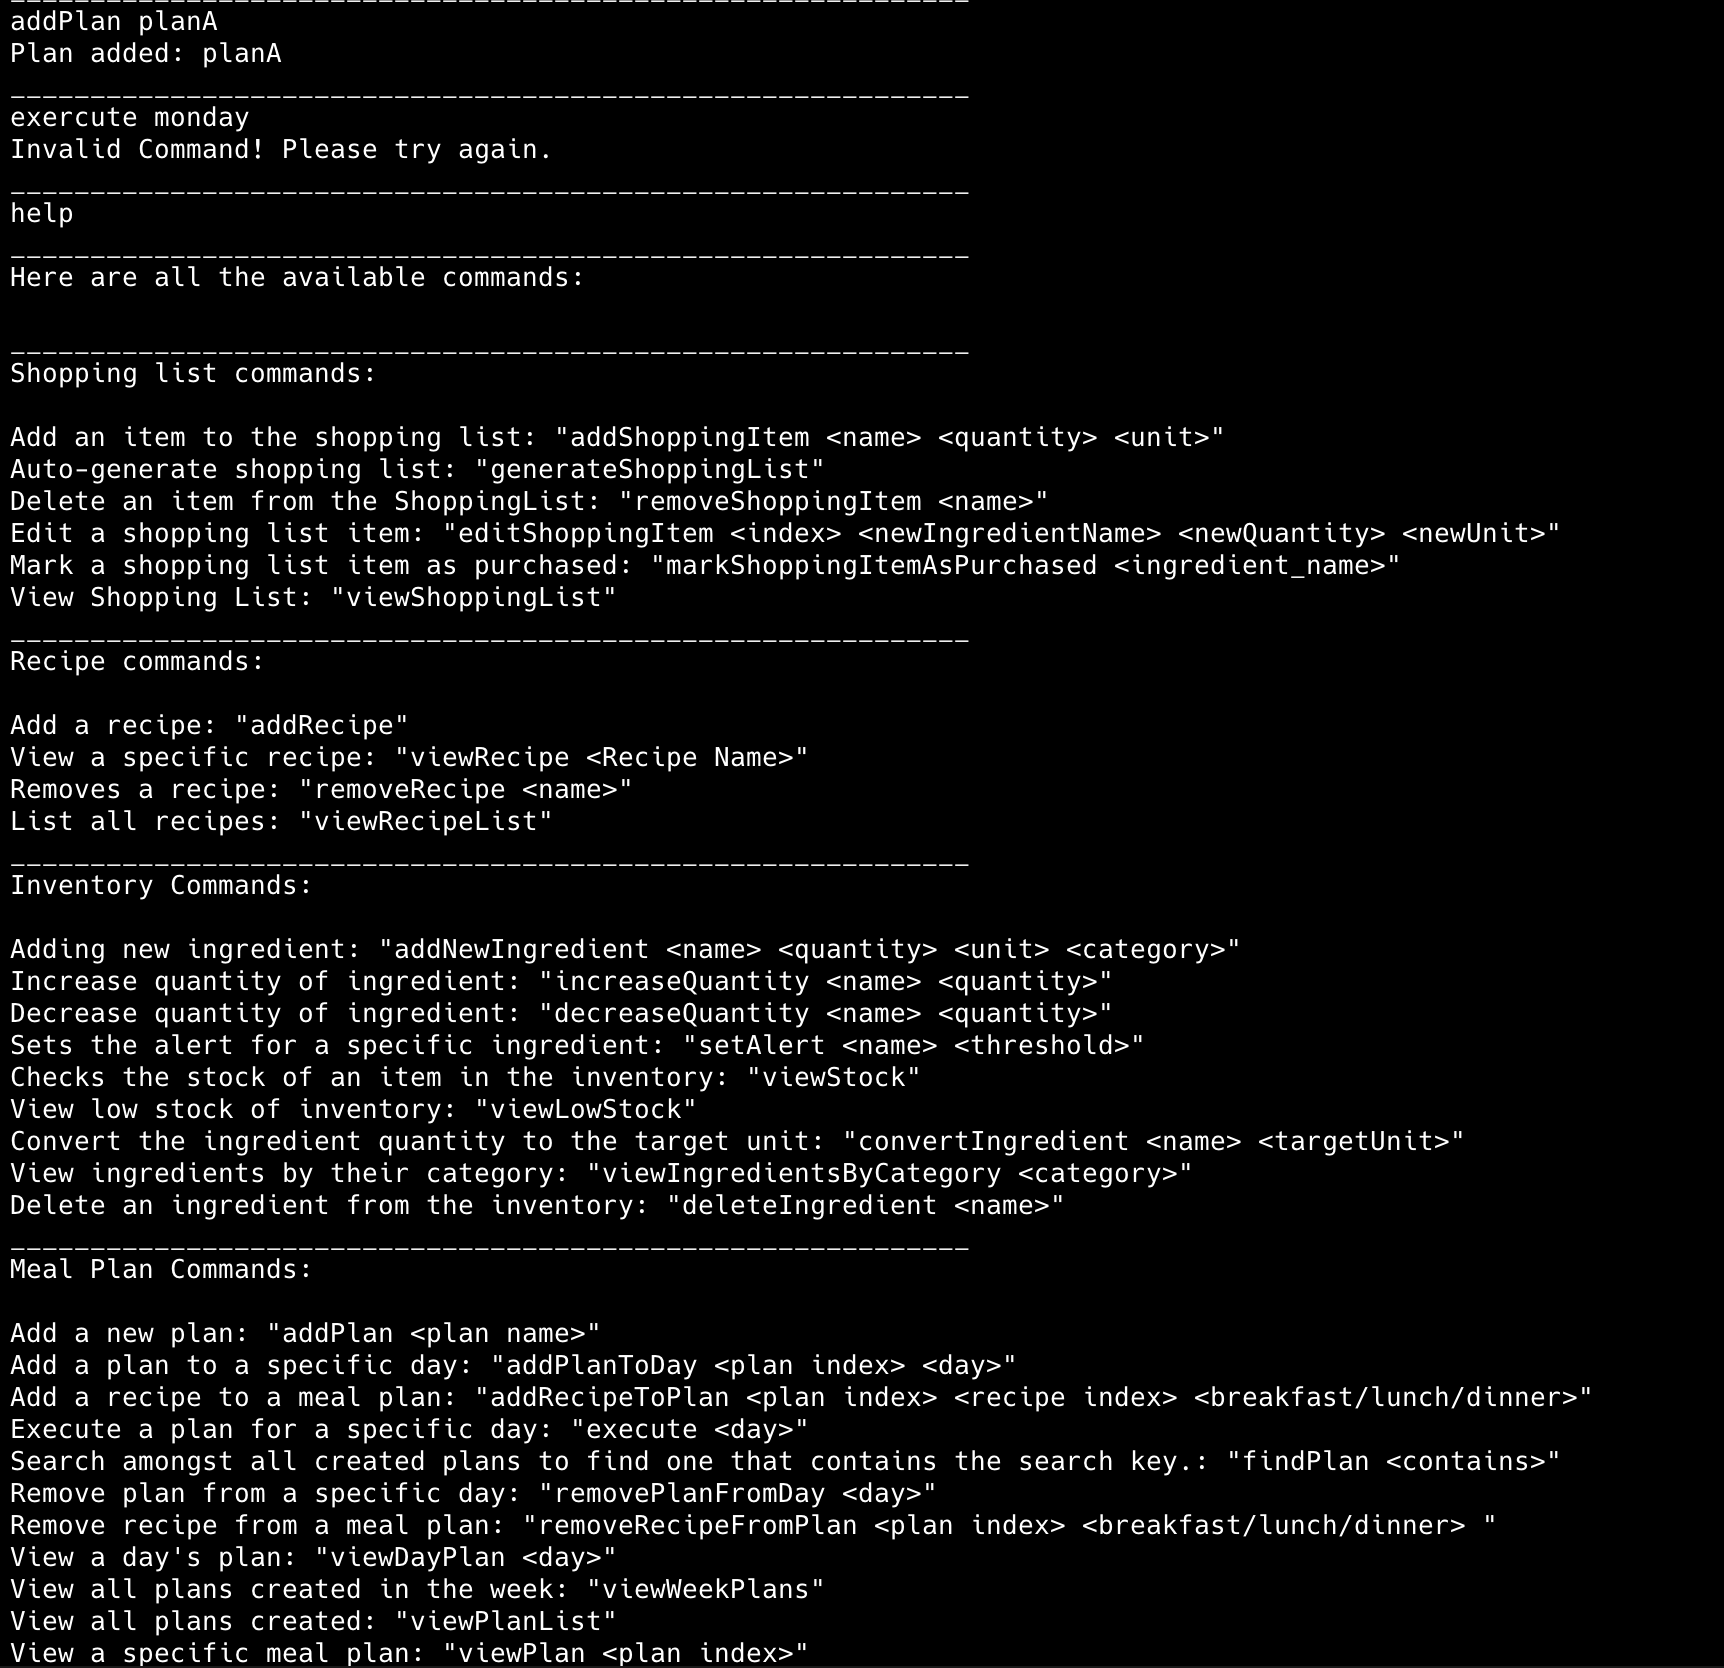 addPlan planA
Plan added: planA
____________________________________________________________
exercute monday
Invalid Command! Please try again.
____________________________________________________________
help
____________________________________________________________
Here are all the available commands:
____________________________________________________________
Shopping list commands:
Add an item to the shopping list: "addShoppingItem <name> <quantity> <unit>"
Auto-generate shopping list: "generateShoppingList"
Delete an item from the ShoppingList: "removeShoppingItem <name>"
Edit a shopping list item: "editShoppingItem <index> <newIngredientName> <newQuantity> <newUnit>"
Mark a shopping list item as purchased: "markShoppingItemAsPurchased <ingredient_name>"
View Shopping List: "viewShoppingList"
____________________________________________________________
Recipe commands:
Add a recipe: "addRecipe"
View a specific recipe: "viewRecipe <Recipe Name>"
Removes a recipe: "removeRecipe <name>"
List all recipes: "viewRecipeList"
____________________________________________________________
Inventory Commands:
Adding new ingredient: "addNewIngredient <name> <quantity> <unit> <category>"
Increase quantity of ingredient: "increaseQuantity <name> <quantity>"
Decrease quantity of ingredient: "decreaseQuantity <name> <quantity>"
Sets the alert for a specific ingredient: "setAlert <name> <threshold>"
Checks the stock of an item in the inventory: "viewStock"
View low stock of inventory: "viewLowStock"
Convert the ingredient quantity to the target unit: "convertIngredient <name> <targetUnit>"
View ingredients by their category: "viewIngredientsByCategory <category>"
Delete an ingredient from the inventory: "deleteIngredient <name>"
____________________________________________________________
Meal Plan Commands:
Add a new plan: "addPlan <plan name>"
Add a plan to a specific day: "addPlanToDay <plan index> <day>"
Add a recipe to a meal plan: "addRecipeToPlan <plan index> <recipe index> <breakfast/lunch/dinner>"
Execute a plan for a specific day: "execute <day>"
Search amongst all created plans to find one that contains the search key.: "findPlan <contains>"
Remove plan from a specific day: "removePlanFromDay <day>"
Remove recipe from a meal plan: "removeRecipeFromPlan <plan index> <breakfast/lunch/dinner> "
View a day's plan: "viewDayPlan <day>"
View all plans created in the week: "viewWeekPlans"
View all plans created: "viewPlanList"
View a specific meal plan: "viewPlan <plan index>"